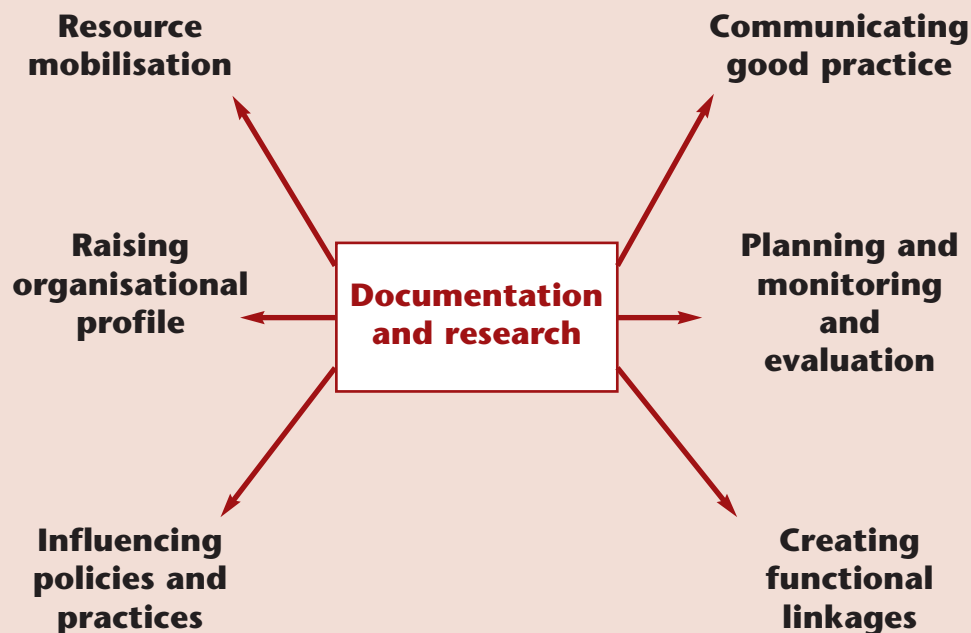 Resource
mobilisation
Communicating
good practice
Raising
organisational
profile
Documentation
and research
Planning and
monitoring
and
evaluation
Influencing
policies and
practices
Creating
functional
linkages